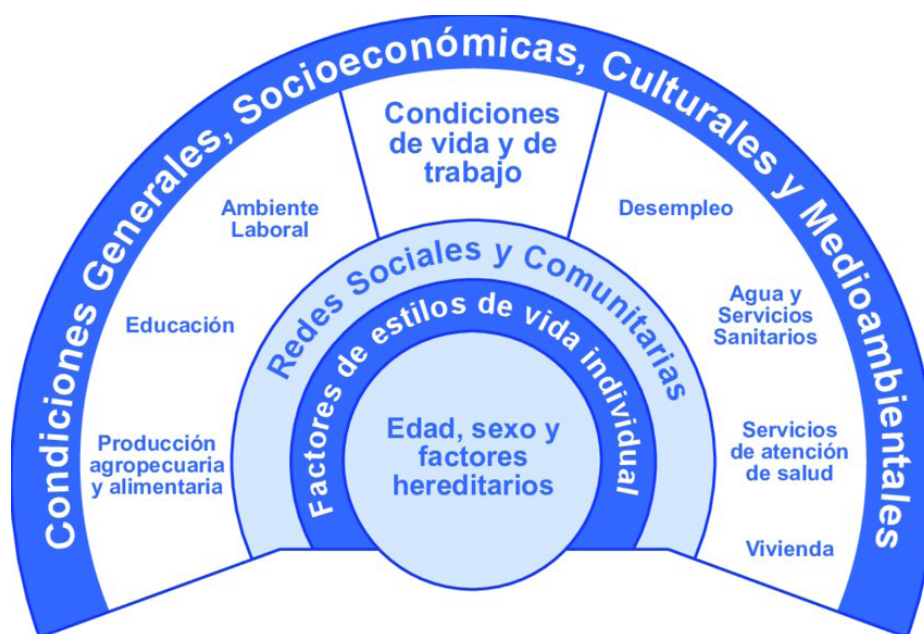 Condiciones Generales, Socioeconómicas, Culturales y Medioambientales
Condiciones
de vida y de
trabajo
Ambiente
Laboral
Desempleo
Redes Sociales y Comunitarias
Educación
Agua y
Servicios
Sanitarios
Factores de estilos de vida individual
Edad, sexo y
factores
hereditarios
Producción
agropecuaria
y alimentaria
Servicios
de atención
de salud
Vivienda